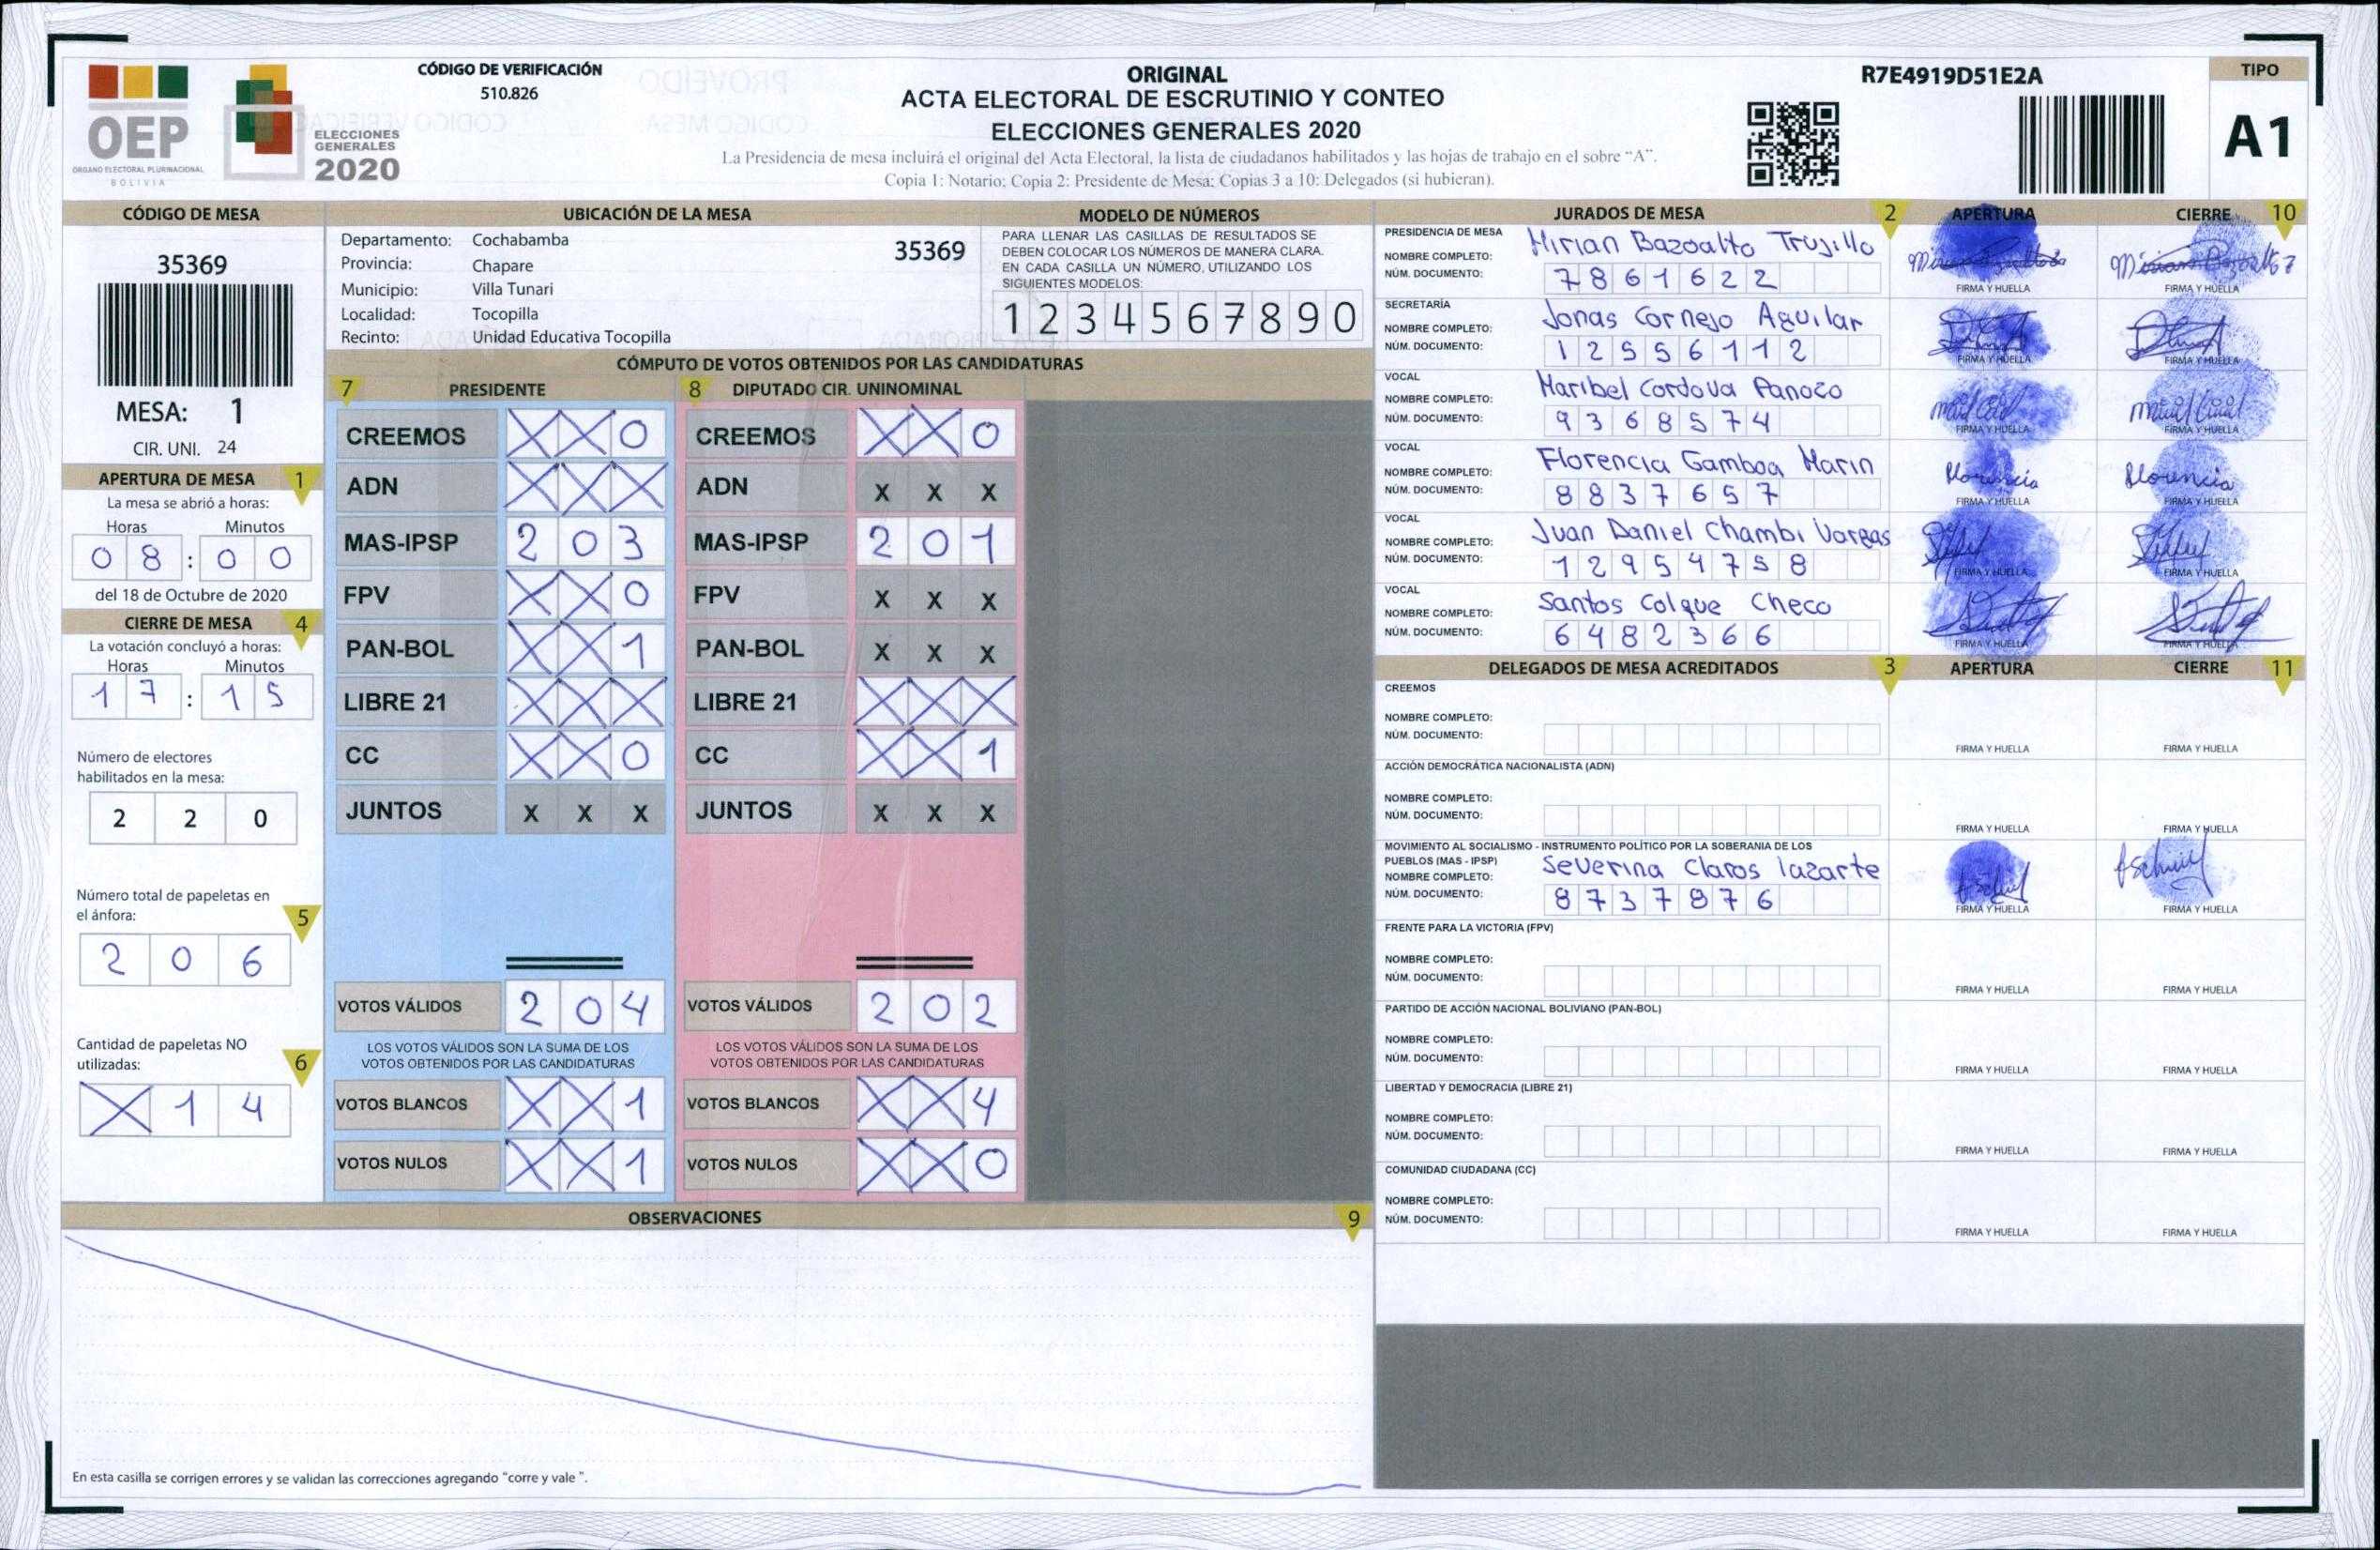 OEP
ORGANO ELECTORAL PLURINACIONAL
BOLIVIA
ELECCIONES
GENERALES
2020
CÓDIGO DE VERIFICACIÓN
510.826
ORIGINAL
ACTA ELECTORAL DE ESCRUTINIO Y CONTEO
ELECCIONES GENERALES 2020
La Presidencia de mesa incluirá el original del Acta Electoral, la lista de ciudadanos habilitados y las hojas de trabajo en el sobre "A".
Copia 1: Notario; Copia 2: Presidente de Mesa; Copias 3 a 10: Delegados (si hubieran).
R7E4919D51E2A
TIPO
A1
CÓDIGO DE MESA
35369
MESA: 1
CIR. UNI. 24
APERTURA DE MESA 1
La mesa se abrió a horas:
Horas Minutos
0 8 : 0 0
del 18 de Octubre de 2020
CIERRE DE MESA 4
La votación concluyó a horas:
Horas Minutos
1 7 : 1 5
Número de electores
habilitados en la mesa:
2 2 0
Número total de papeletas en
el ánfora: 5
2 0 6
Cantidad de papeletas NO
utilizadas: 6
X 1 4
UBICACIÓN DE LA MESA
Departamento: Cochabamba
35369
Provincia: Chapare
Municipio: Villa Tunari
Localidad: Tocopilla
Recinto: Unidad Educativa Tocopilla
MODELO DE NÚMEROS
PARA LLENAR LAS CASILLAS DE RESULTADOS SE
DEBEN COLOCAR LOS NÚMEROS DE MANERA CLARA.
EN CADA CASILLA UN NÚMERO, UTILIZANDO LOS
SIGUIENTES MODELOS:
1 2 3 4 5 6 7 8 9 0
CÓMPUTO DE VOTOS OBTENIDOS POR LAS CANDIDATURAS
7 PRESIDENTE 8 DIPUTADO CIR. UNINOMINAL
CREEMOS X X 0 CREEMOS X X 0
ADN X X X ADN X X X
MAS-IPSP 2 0 3 MAS-IPSP 2 0 1
FPV X X 0 FPV X X X
PAN-BOL X X 1 PAN-BOL X X X
LIBRE 21 X X X LIBRE 21 X X X
CC X X 0 CC X X 1
JUNTOS X X X JUNTOS X X X
VOTOS VÁLIDOS 2 0 4 VOTOS VÁLIDOS 2 0 2
LOS VOTOS VÁLIDOS SON LA SUMA DE LOS LOS VOTOS VÁLIDOS SON LA SUMA DE LOS
VOTOS OBTENIDOS POR LAS CANDIDATURAS VOTOS OBTENIDOS POR LAS CANDIDATURAS
VOTOS BLANCOS X X 1 VOTOS BLANCOS X X 4
VOTOS NULOS X X 1 VOTOS NULOS X X 0
OBSERVACIONES 9
En esta casilla se corrigen errores y se validan las correcciones agregando "corre y vale ".
JURADOS DE MESA 2 APERTURA CIERRE 10
PRESIDENCIA DE MESA
NOMBRE COMPLETO: Mirian Bazoalto Trujillo
NÚM. DOCUMENTO: 7 8 6 1 6 2 2
FIRMA Y HUELLA FIRMA Y HUELLA
SECRETARÍA
NOMBRE COMPLETO: Jonas Cornejo Aguilar
NÚM. DOCUMENTO: 1 2 5 5 6 1 1 2
FIRMA Y HUELLA FIRMA Y HUELLA
VOCAL
NOMBRE COMPLETO: Maribel Cordova Panozo
NÚM. DOCUMENTO: 9 3 6 8 5 7 4
FIRMA Y HUELLA FIRMA Y HUELLA
VOCAL
NOMBRE COMPLETO: Florencia Gamboa Marin
NÚM. DOCUMENTO: 8 8 3 7 6 5 7
Florencia Florencia
FIRMA Y HUELLA FIRMA Y HUELLA
VOCAL
NOMBRE COMPLETO: Juan Daniel Chambi Vargas
NÚM. DOCUMENTO: 1 2 9 5 4 7 5 8
FIRMA Y HUELLA FIRMA Y HUELLA
VOCAL
NOMBRE COMPLETO: Santos Colque Checo
NÚM. DOCUMENTO: 6 4 8 2 3 6 6
FIRMA Y HUELLA FIRMA Y HUELLA
DELEGADOS DE MESA ACREDITADOS 3 APERTURA CIERRE 11
CREEMOS
NOMBRE COMPLETO:
NÚM. DOCUMENTO:
FIRMA Y HUELLA FIRMA Y HUELLA
ACCIÓN DEMOCRÁTICA NACIONALISTA (ADN)
NOMBRE COMPLETO:
NÚM. DOCUMENTO:
FIRMA Y HUELLA FIRMA Y HUELLA
MOVIMIENTO AL SOCIALISMO - INSTRUMENTO POLÍTICO POR LA SOBERANIA DE LOS
PUEBLOS (MAS - IPSP)
NOMBRE COMPLETO: Severina Claros lazarte
NÚM. DOCUMENTO: 8 7 3 7 8 7 6
FIRMA Y HUELLA FIRMA Y HUELLA
FRENTE PARA LA VICTORIA (FPV)
NOMBRE COMPLETO:
NÚM. DOCUMENTO:
FIRMA Y HUELLA FIRMA Y HUELLA
PARTIDO DE ACCIÓN NACIONAL BOLIVIANO (PAN-BOL)
NOMBRE COMPLETO:
NÚM. DOCUMENTO:
FIRMA Y HUELLA FIRMA Y HUELLA
LIBERTAD Y DEMOCRACIA (LIBRE 21)
NOMBRE COMPLETO:
NÚM. DOCUMENTO:
FIRMA Y HUELLA FIRMA Y HUELLA
COMUNIDAD CIUDADANA (CC)
NOMBRE COMPLETO:
NÚM. DOCUMENTO:
FIRMA Y HUELLA FIRMA Y HUELLA